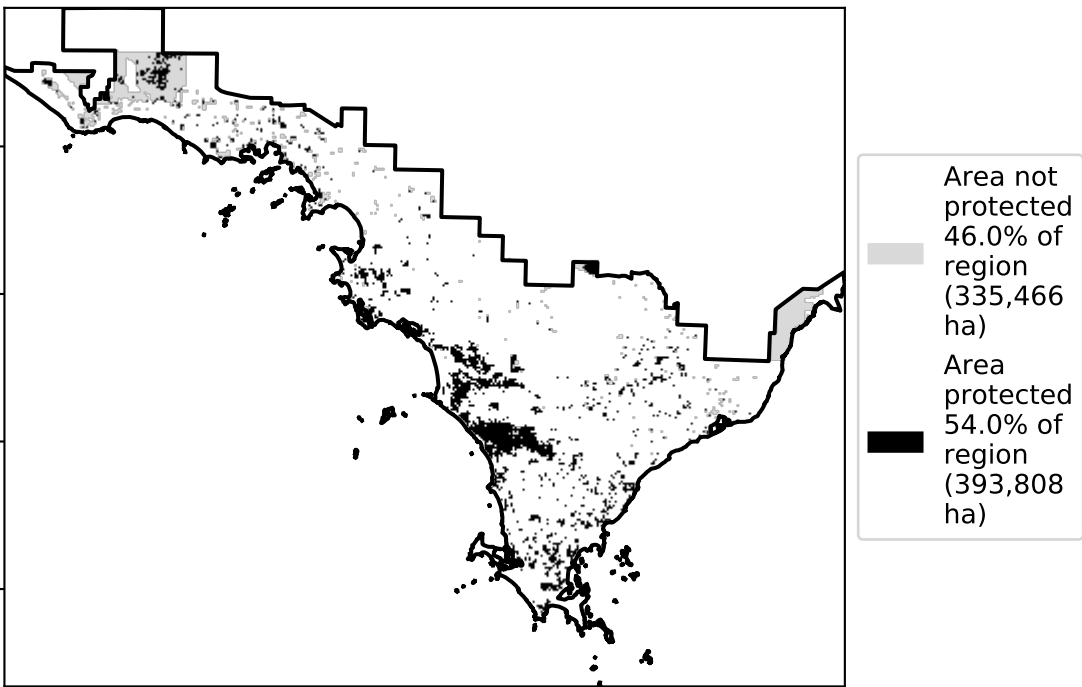 Area not
protected
46.0% of
region
(335,466
ha)
Area
protected
54.0% of
region
(393,808
ha)